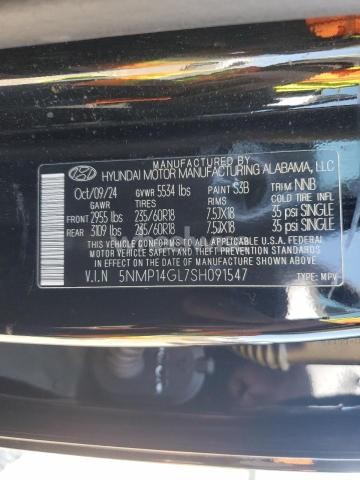 MANUFACTURED BY
HYUNDAI MOTOR MANUFACTURING ALABAMA, LLC
Oct/09/24 GVWR 5534 lbs PAINT S3B TRIM NNB
GAWR TIRE RIM COLD TIRE INFL.
FRONT 2955 lbs 235/60R18 7.5JX18 35 psi SINGLE
REAR 3109 lbs 235/60R18 7.5JX18 35 psi SINGLE
THIS VEHICLE CONFORMS TO ALL APPLICABLE U.S. FEDERAL MOTOR
VEHICLE SAFETY AND THEFT PREVENTION STANDARDS IN
EFFECT ON THE DATE OF MANUFACTURE SHOWN ABOVE.
V.I.N 5NMP14GL7SH091547 TYPE: MPV